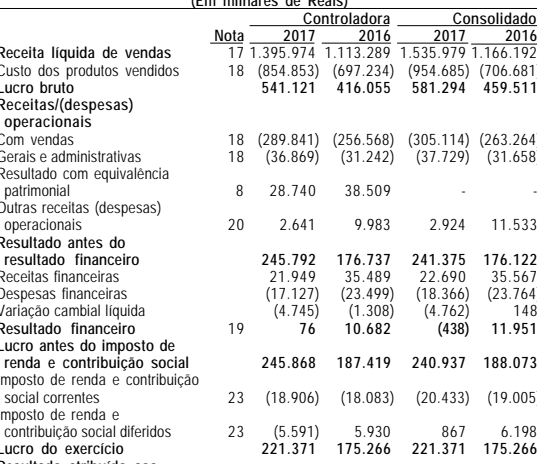 (Em milhares de Reais)
Controladora Consolidado
Nota 2017 2016 2017 2016
Receita líquida de vendas 17 1.395.974 1.113.289 1.535.979 1.166.192
Custo dos produtos vendidos 18 (854.853) (697.234) (954.685) (706.681)
Lucro bruto 541.121 416.055 581.294 459.511
Receitas/(despesas)
operacionais
Com vendas 18 (289.841) (256.568) (305.114) (263.264)
Gerais e administrativas 18 (36.869) (31.242) (37.729) (31.658)
Resultado com equivalência
patrimonial 8 28.740 38.509 - -
Outras receitas (despesas)
operacionais 20 2.641 9.983 2.924 11.533
Resultado antes do
resultado financeiro 245.792 176.737 241.375 176.122
Receitas financeiras 21.949 35.489 22.690 35.567
Despesas financeiras (17.127) (23.499) (18.366) (23.764)
Variação cambial líquida (4.745) (1.308) (4.762) 148
Resultado financeiro 19 76 10.682 (438) 11.951
Lucro antes do imposto de
renda e contribuição social 245.868 187.419 240.937 188.073
Imposto de renda e contribuição
social correntes 23 (18.906) (18.083) (20.433) (19.005)
Imposto de renda e
contribuição social diferidos 23 (5.591) 5.930 867 6.198
Lucro do exercício 221.371 175.266 221.371 175.266